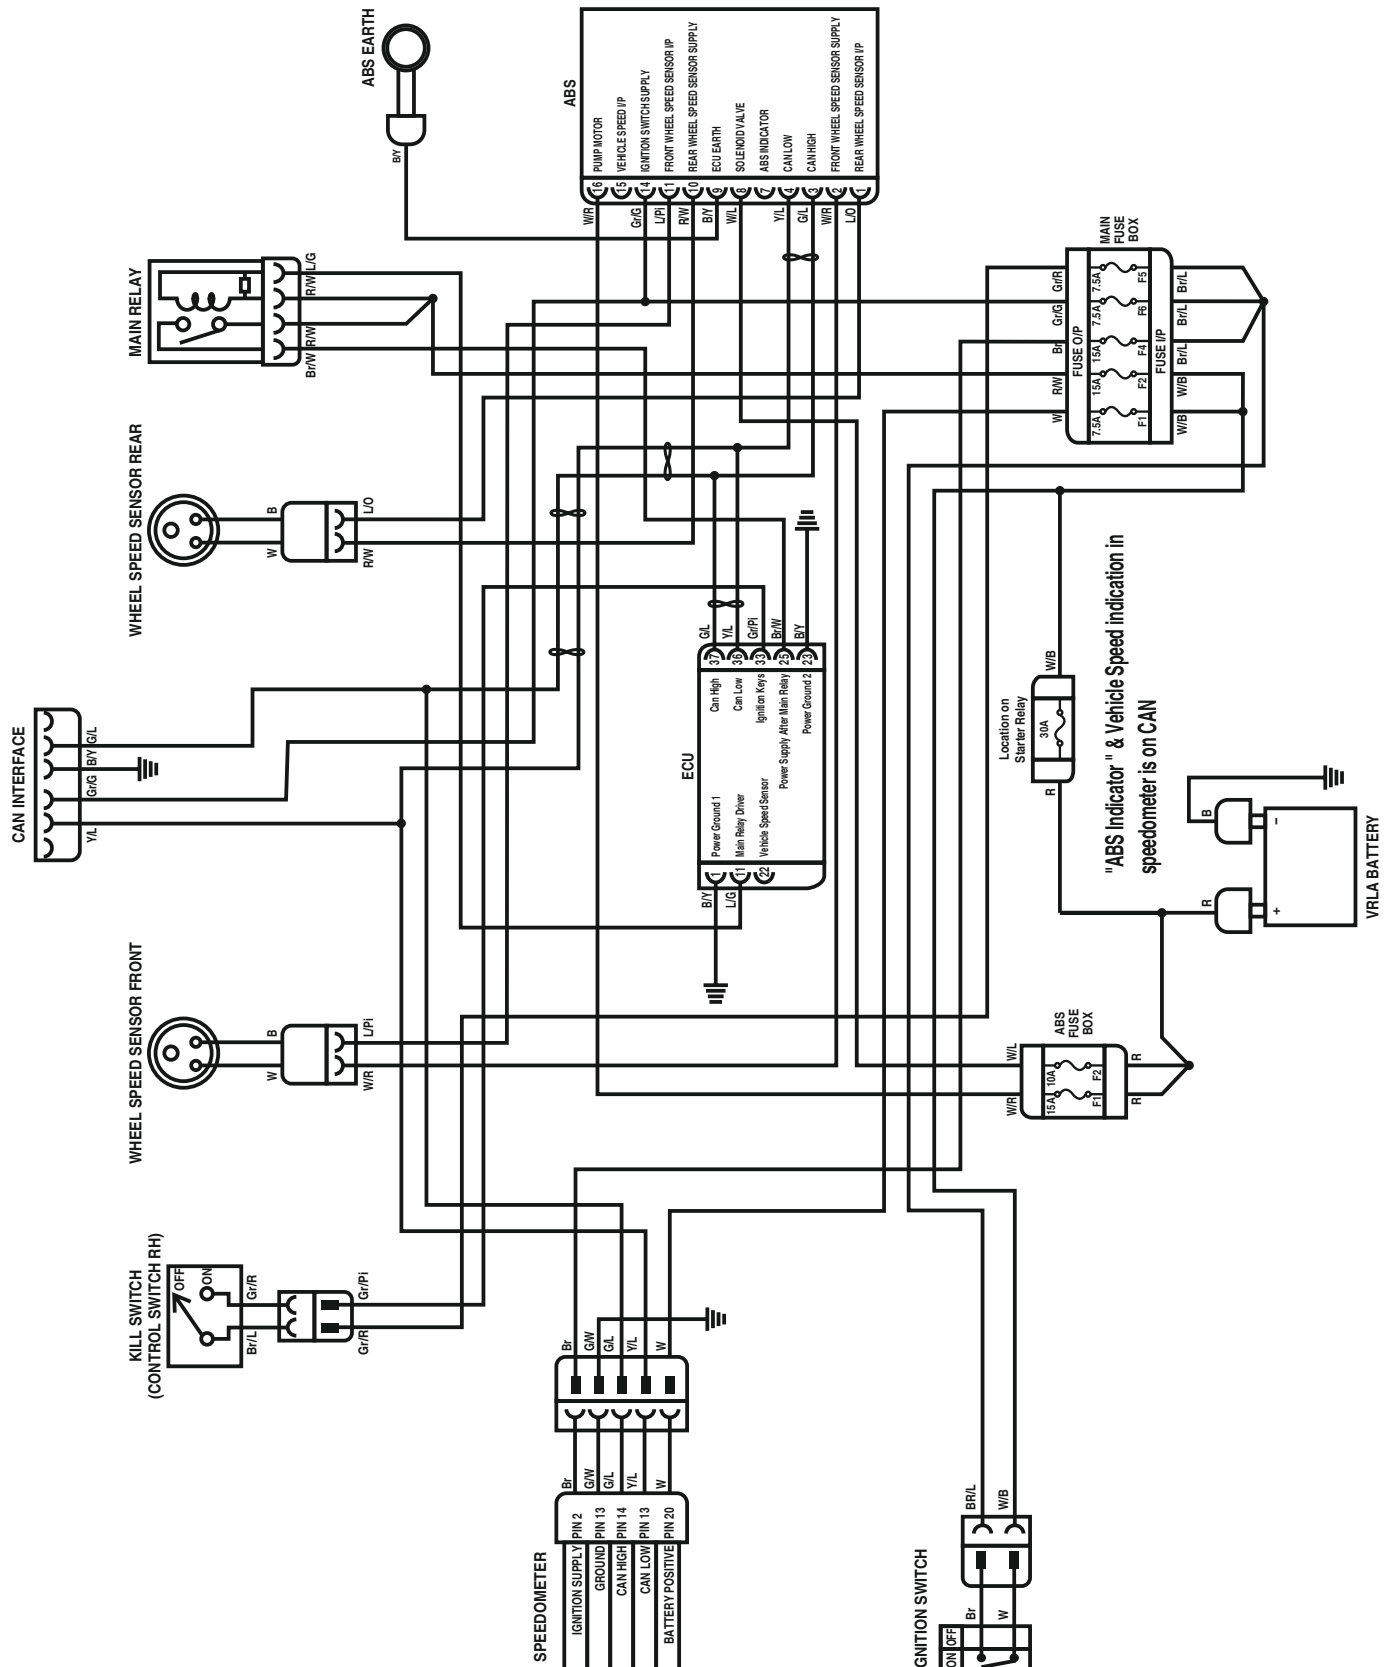 ABS EARTH
B/Y
ABS
16 PUMP MOTOR
15 VEHICLE SPEED I/P
14 IGNITION SWITCH SUPPLY
11 FRONT WHEEL SPEED SENSOR I/P
10 REAR WHEEL SPEED SENSOR SUPPLY
9 ECU EARTH
8 SOLENOID VALVE
7 ABS INDICATOR
4 CAN LOW
3 CAN HIGH
2 FRONT WHEEL SPEED SENSOR SUPPLY
1 REAR WHEEL SPEED SENSOR I/P
W/R
Gr/G
L/Pi
R/W
B/Y
W/L
Y/L
G/L
W/R
L/O
MAIN RELAY
L/G
R/W
R/W
Br/W
MAIN
FUSE
BOX
Gr/R
Gr/G
Br
R/W
W
FUSE O/P
7.5A
7.5A
15A
15A
7.5A
F5
F6
F4
F2
F1
FUSE I/P
Br/L
Br/L
Br/L
W/B
W/B
WHEEL SPEED SENSOR REAR
B
W
L/O
R/W
CAN INTERFACE
G/L
B/Y
Gr/G
Y/L
G/L
Y/L
Gr/Pi
Br/W
B/Y
37
36
33
25
23
Can High
Can Low
Ignition Keys
Power Supply After Main Relay
Power Ground 2
ECU
Power Ground 1
Main Relay Driver
Vehicle Speed Sensor
1
11
22
B/Y
L/G
W/B
Location on
Starter Relay
30A
R
"ABS Indicator " & Vehicle Speed indication in
speedometer is on CAN
B
R
-
+
VRLA BATTERY
WHEEL SPEED SENSOR FRONT
B
W
L/Pi
W/R
ABS
FUSE
BOX
W/L
W/R
10A
15A
F2
F1
R
R
KILL SWITCH
(CONTROL SWITCH RH)
OFF
ON
Gr/R
Br/L
Gr/Pi
Gr/R
Br
G/W
G/L
Y/L
W
Br
G/W
G/L
Y/L
W
PIN 2
PIN 13
PIN 14
PIN 13
PIN 20
SPEEDOMETER
IGNITION SUPPLY
GROUND
CAN HIGH
CAN LOW
BATTERY POSITIVE
BR/L
W/B
GNITION SWITCH
Br
W
OFF
ON